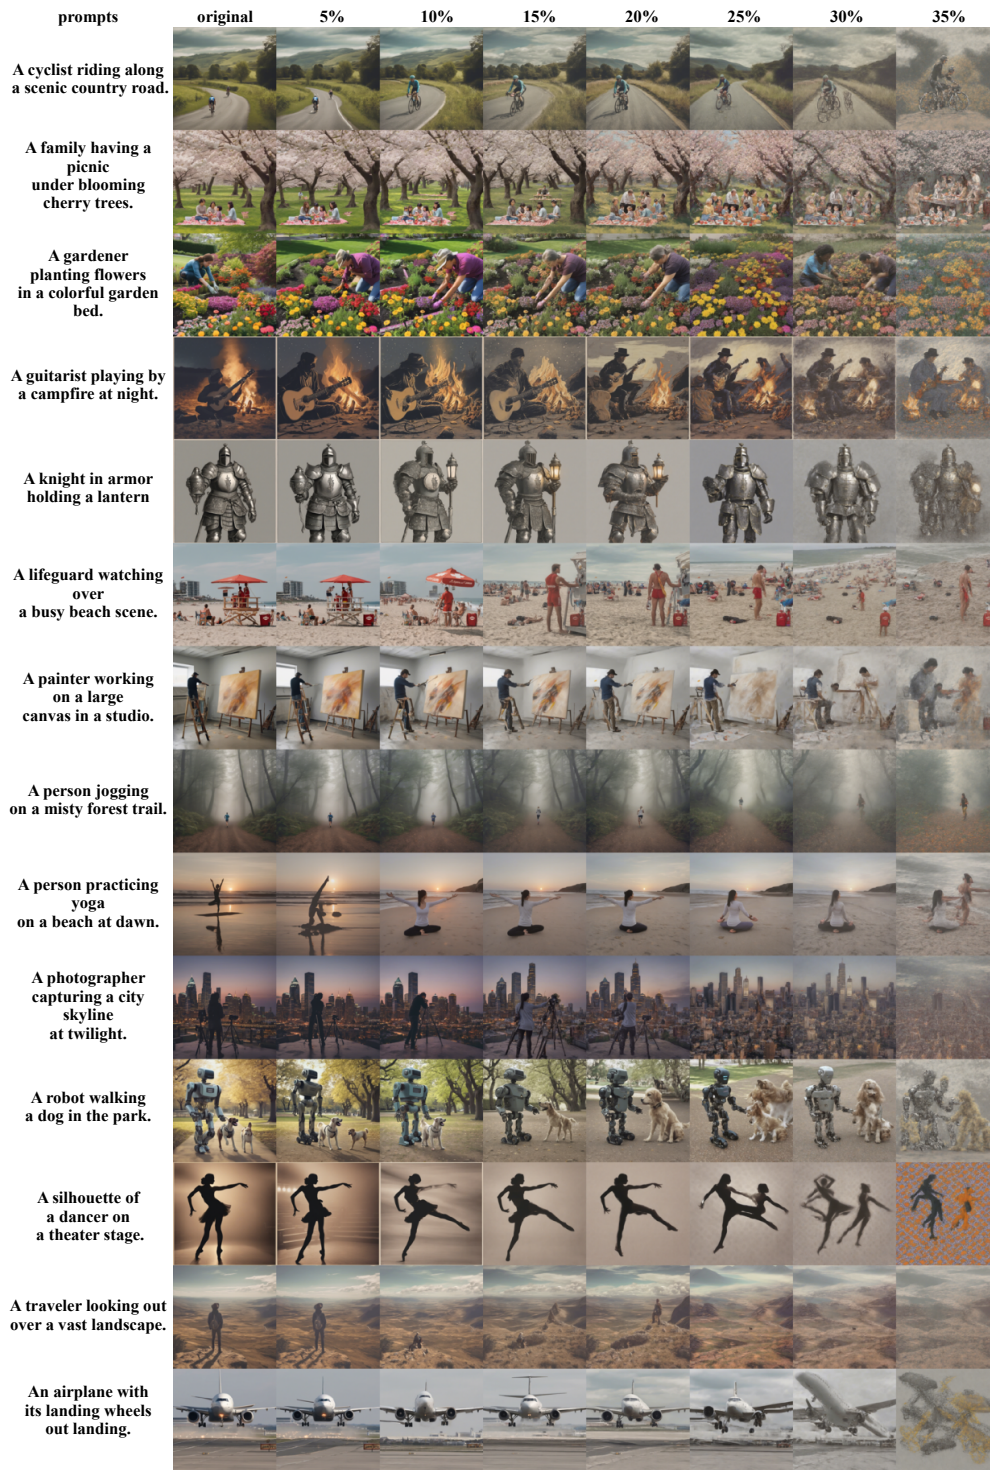 prompts original 5% 10% 15% 20% 25% 30% 35%
A cyclist riding along
a scenic country road.
A family having a
picnic
under blooming
cherry trees.
A gardener
planting flowers
in a colorful garden
bed.
A guitarist playing by
a campfire at night.
A knight in armor
holding a lantern
A lifeguard watching
over
a busy beach scene.
A painter working
on a large
canvas in a studio.
A person jogging
on a misty forest trail.
A person practicing
yoga
on a beach at dawn.
A photographer
capturing a city
skyline
at twilight.
A robot walking
a dog in the park.
A silhouette of
a dancer on
a theater stage.
A traveler looking out
over a vast landscape.
An airplane with
its landing wheels
out landing.